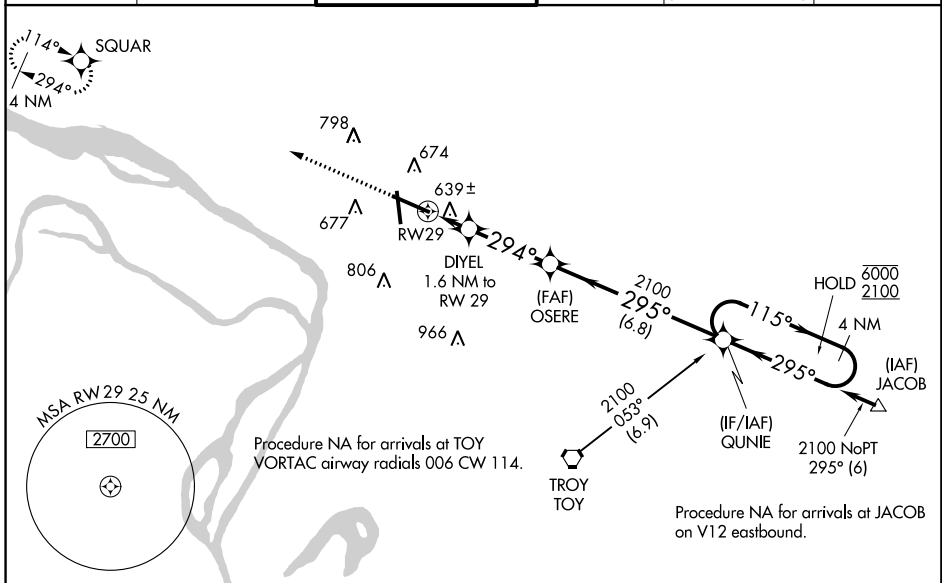 114°
SQUAR
294°
4 NM
798
674
639±
677
RW29
294°
806
DIYEL
1.6 NM to
RW 29
(FAF)
OSERE
2100
295°
(6.8)
HOLD
6000
2100
115°
4 NM
295°
(IAF)
JACOB
966
MSA RW 29 25 NM
2700
2100
053°
(6.9)
(IF/IAF)
QUNIE
2100 NoPT
295° (6)
Procedure NA for arrivals at TOY
VORTAC airway radials 006 CW 114.
TROY
TOY
Procedure NA for arrivals at JACOB
on V12 eastbound.